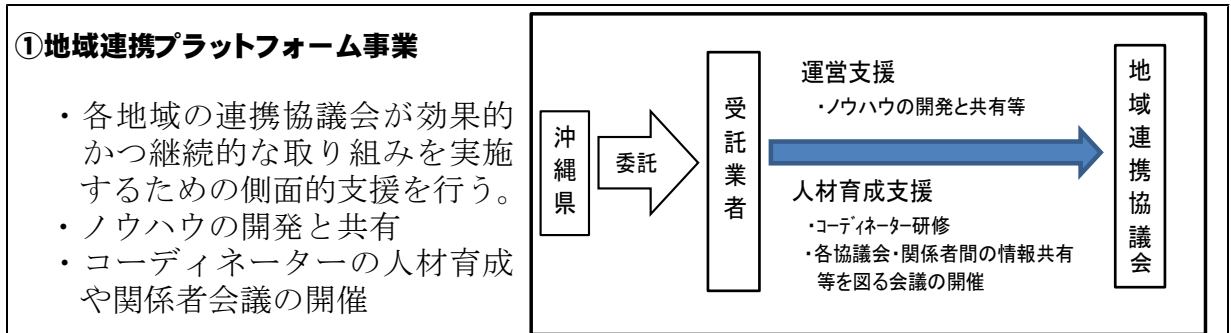 ①地域連携プラットフォーム事業
・各地域の連携協議会が効果的
かつ継続的な取り組みを実施
するための側面的支援を行う。
・ノウハウの開発と共有
・コーディネーターの人材育成
や関係者会議の開催
沖縄県
委託
受託業者
運営支援
・ノウハウの開発と共有等
人材育成支援
・コーディネーター研修
・各協議会・関係者間の情報共有
等を図る会議の開催
地域連携協議会